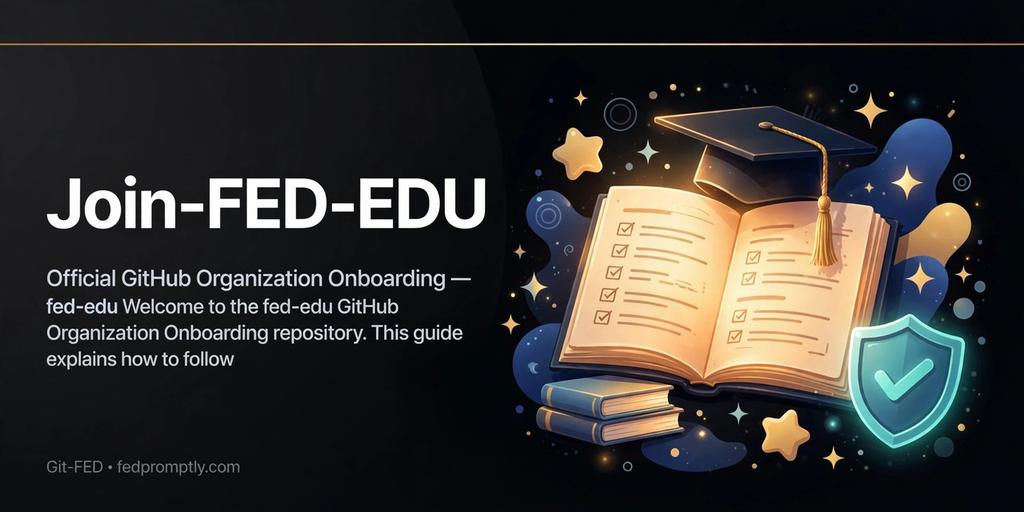 Join-FED-EDU
Official GitHub Organization Onboarding —
fed-edu Welcome to the fed-edu GitHub
Organization Onboarding repository. This guide
explains how to follow
Git-FED • fedpromptly.com